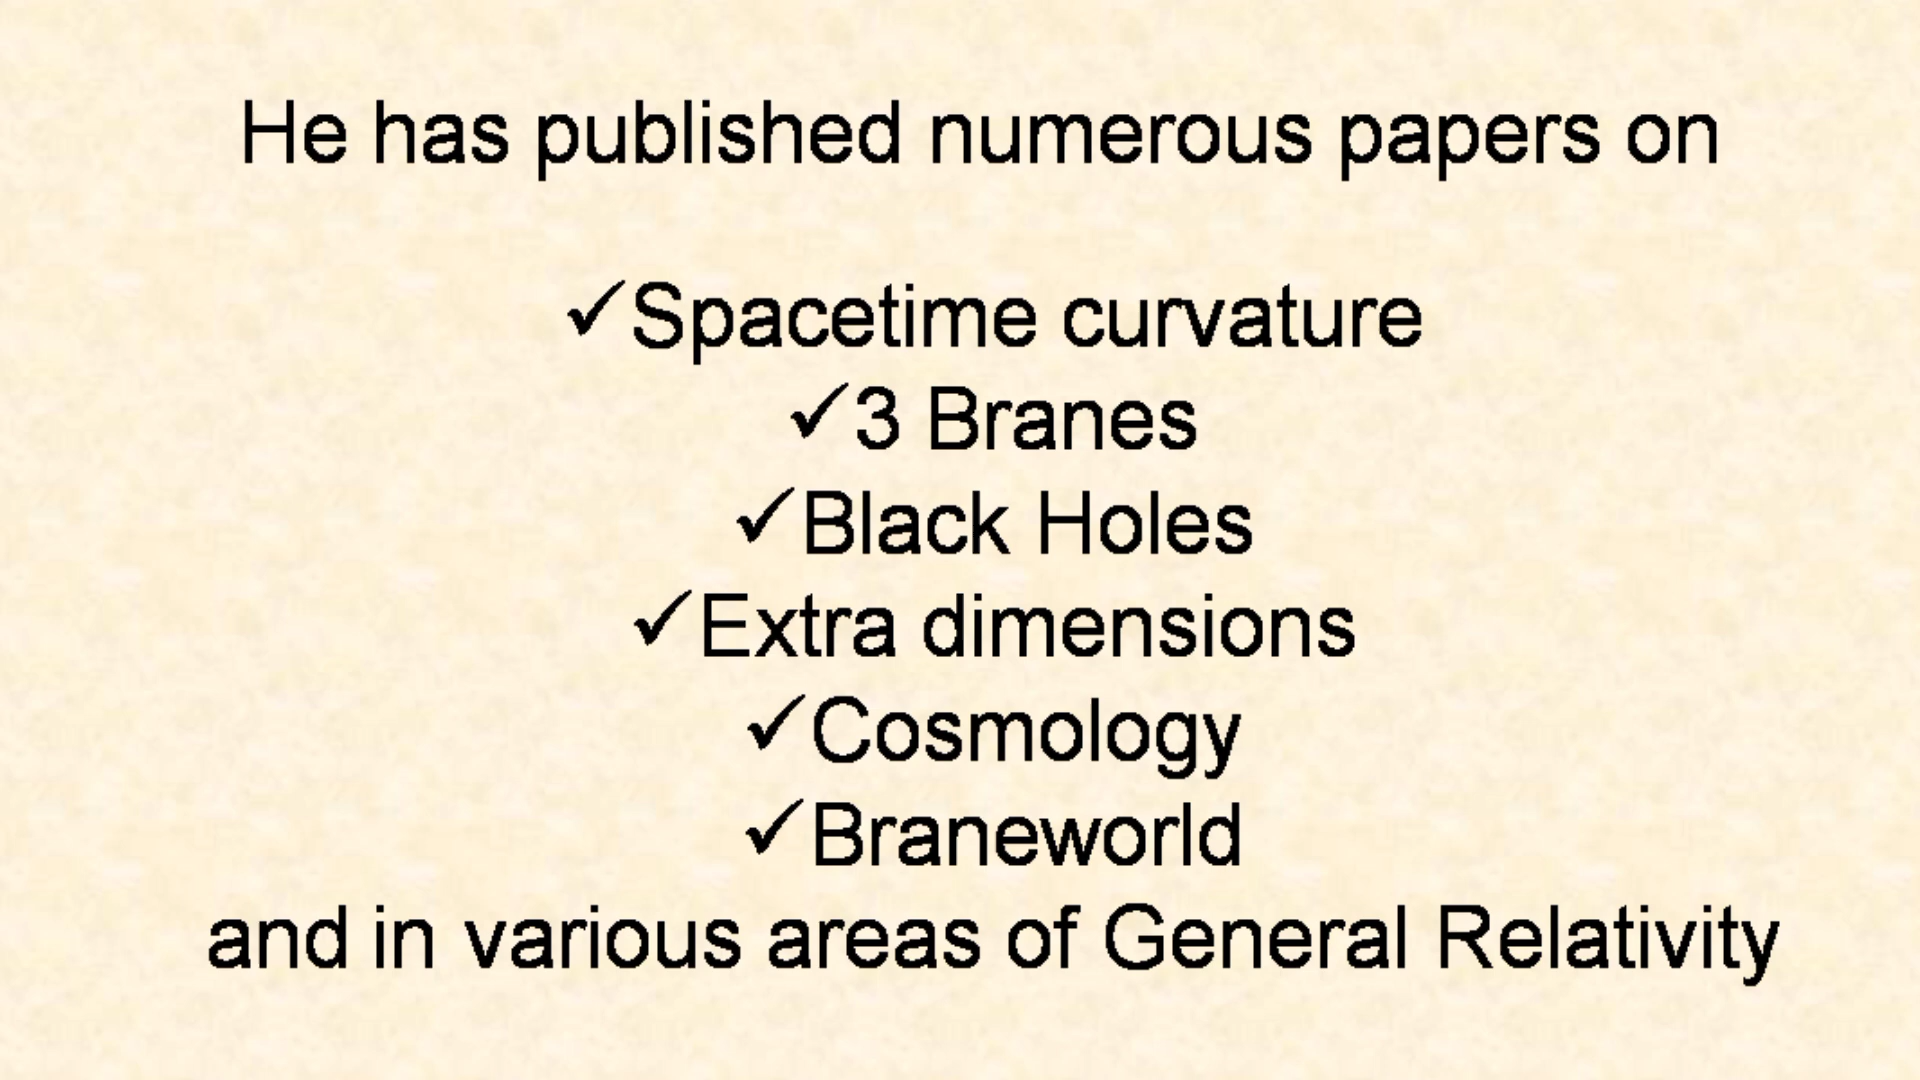 He has published numerous papers on
✓Spacetime curvature
✓3 Branes
✓Black Holes
✓Extra dimensions
✓Cosmology
✓Braneworld
and in various areas of General Relativity